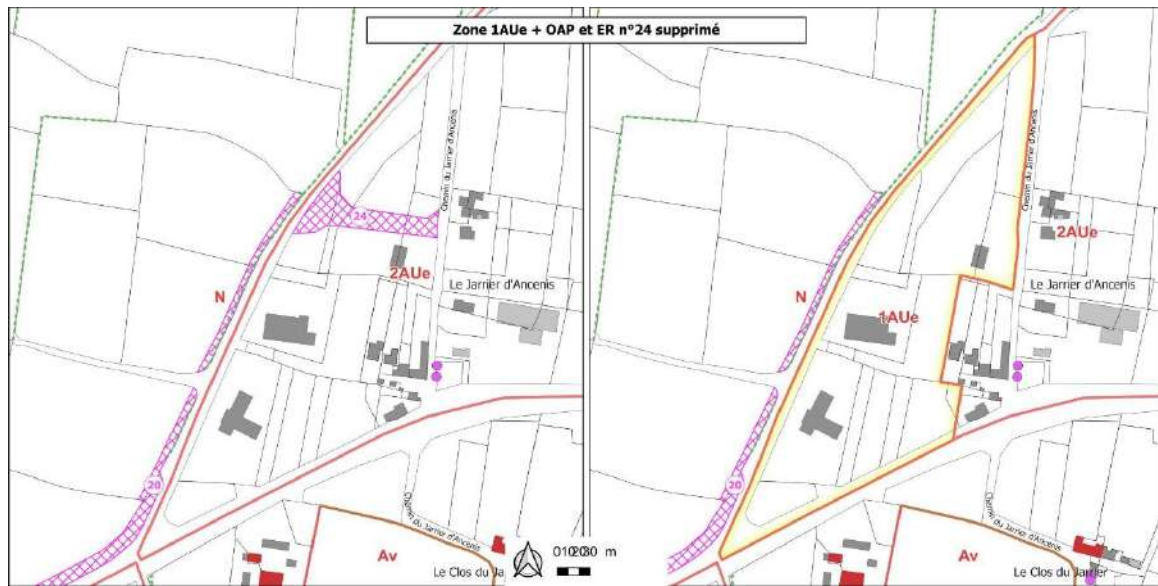 Zone 1AUe + OAP et ER n°24 supprimé
Chemin du Jarrier d'Ancenis
24
2AUe
N
Le Jarrier d'Ancenis
20
Chemin du Jarrier d'Ancenis
Av
Le Clos du Ja
m
Chemin du Jarrier d'Ancenis
2AUe
Le Jarrier d'Ancenis
N
1AUe
20
Chemin du Jarrier d'Ancenis
Av
Le Clos du Jarrier